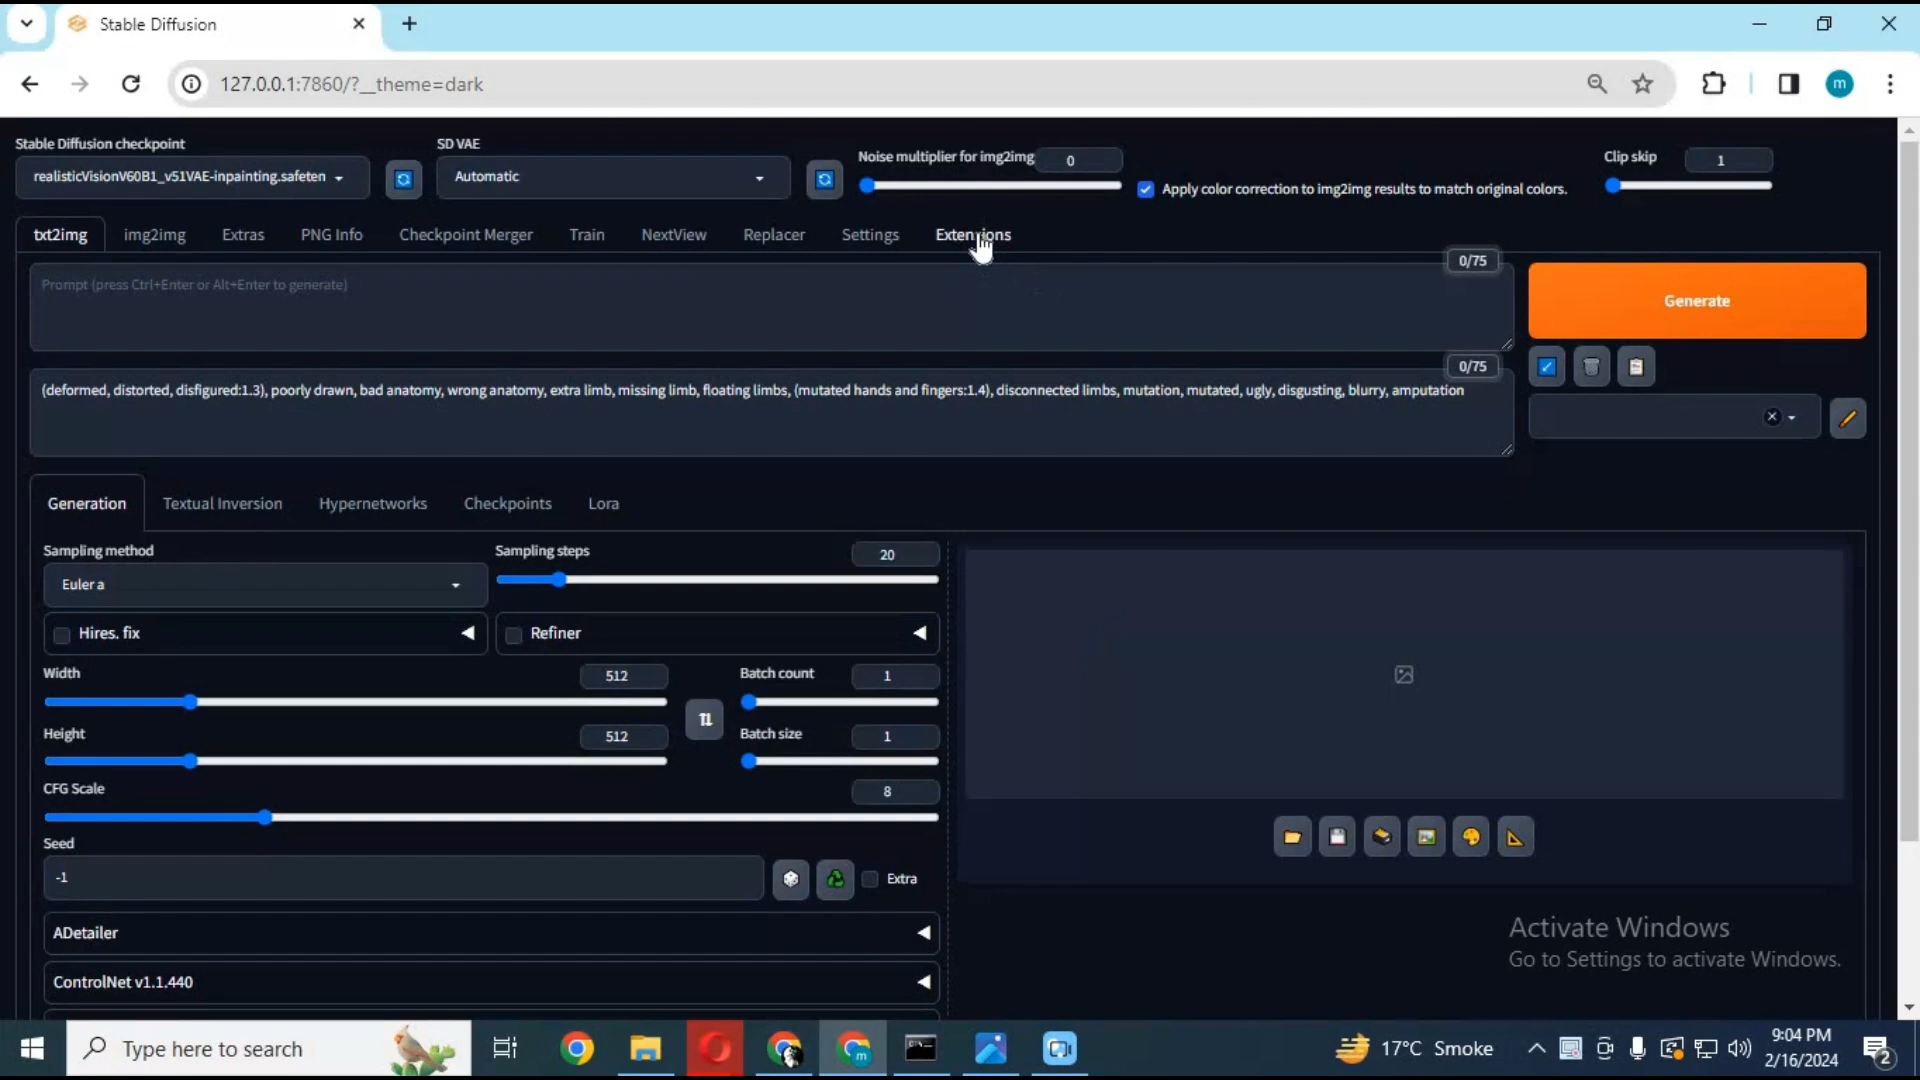 Stable Diffusion
127.0.0.1:7860/?__theme=dark
m
Stable Diffusion checkpoint
SD VAE
Noise multiplier for img2img
0
Clip skip
1
realisticVisionV60B1_v51VAE-inpainting.safeten
Automatic
Apply color correction to img2img results to match original colors.
txt2img img2img Extras PNG Info Checkpoint Merger Train NextView Replacer Settings Extensions
0/75
Prompt (press Ctrl+Enter or Alt+Enter to generate)
Generate
0/75
(deformed, distorted, disfigured:1.3), poorly drawn, bad anatomy, wrong anatomy, extra limb, missing limb, floating limbs, (mutated hands and fingers:1.4), disconnected limbs, mutation, mutated, ugly, disgusting, blurry, amputation
Generation Textual Inversion Hypernetworks Checkpoints Lora
Sampling method
Sampling steps
20
Euler a
Hires. fix
Refiner
Width
512
Batch count
1
Height
512
Batch size
1
CFG Scale
8
Seed
-1
Extra
ADetailer
ControlNet v1.1.440
Activate Windows
Go to Settings to activate Windows.
Type here to search
m
17°C Smoke
9:04 PM
2/16/2024
2